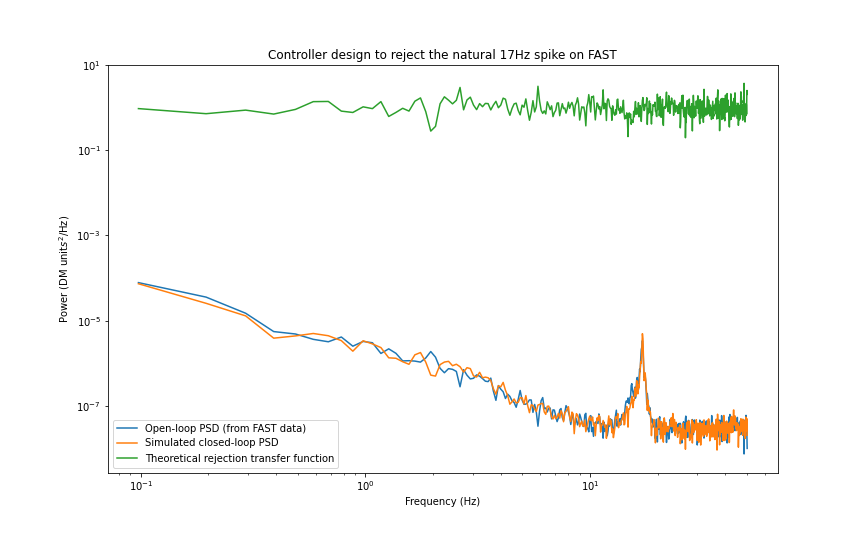 Controller design to reject the natural 17Hz spike on FAST
Power (DM units²/Hz)
10¹
10⁻¹
10⁻³
10⁻⁵
10⁻⁷
Open-loop PSD (from FAST data)
Simulated closed-loop PSD
Theoretical rejection transfer function
10⁻¹
10⁰
10¹
Frequency (Hz)